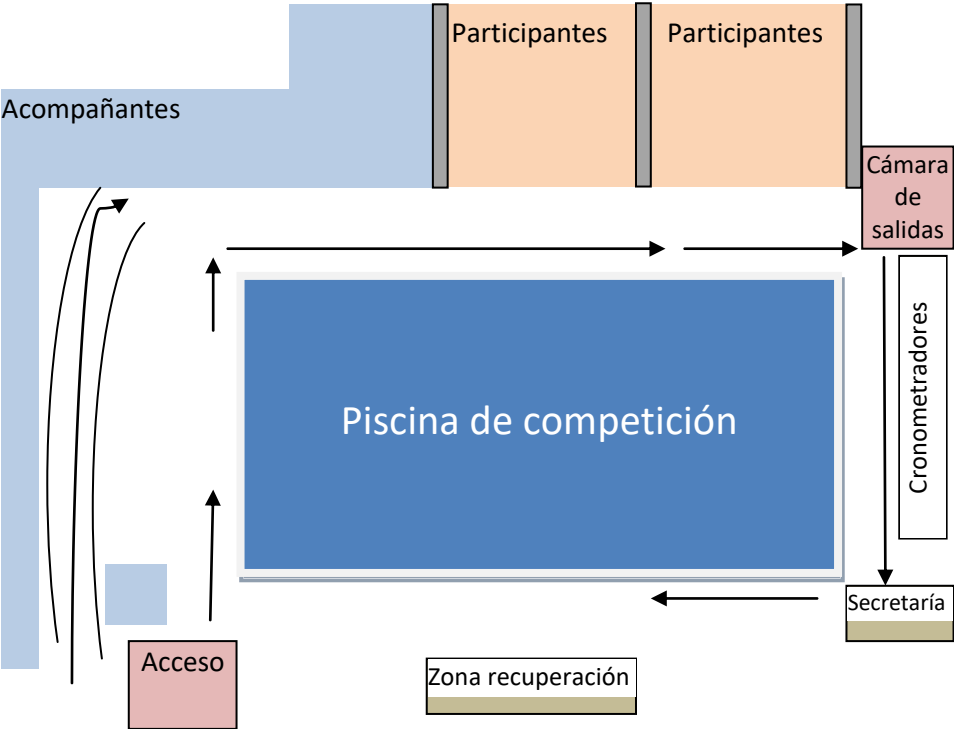 Participantes
Participantes
Acompañantes
Cámara
de
salidas
Cronometradores
Piscina de competición
Secretaría
Acceso
Zona recuperación